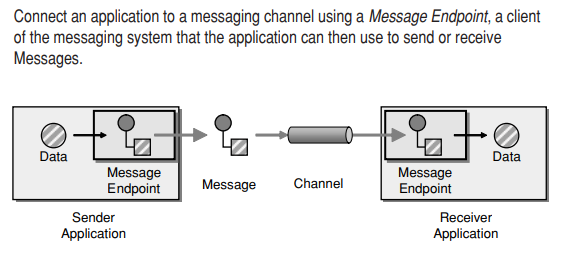 Connect an application to a messaging channel using a Message Endpoint, a client
of the messaging system that the application can then use to send or receive
Messages.
Data
Message
Endpoint
Message
Channel
Message
Endpoint
Data
Sender
Application
Receiver
Application